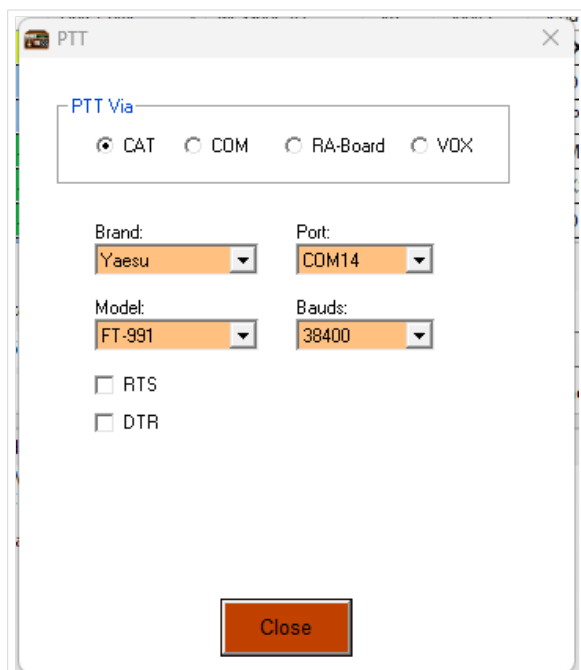 PTT
PTT Via
CAT COM RA-Board VOX
Brand: Port:
Yaesu COM14
Model: Bauds:
FT-991 38400
RTS
DTR
Close